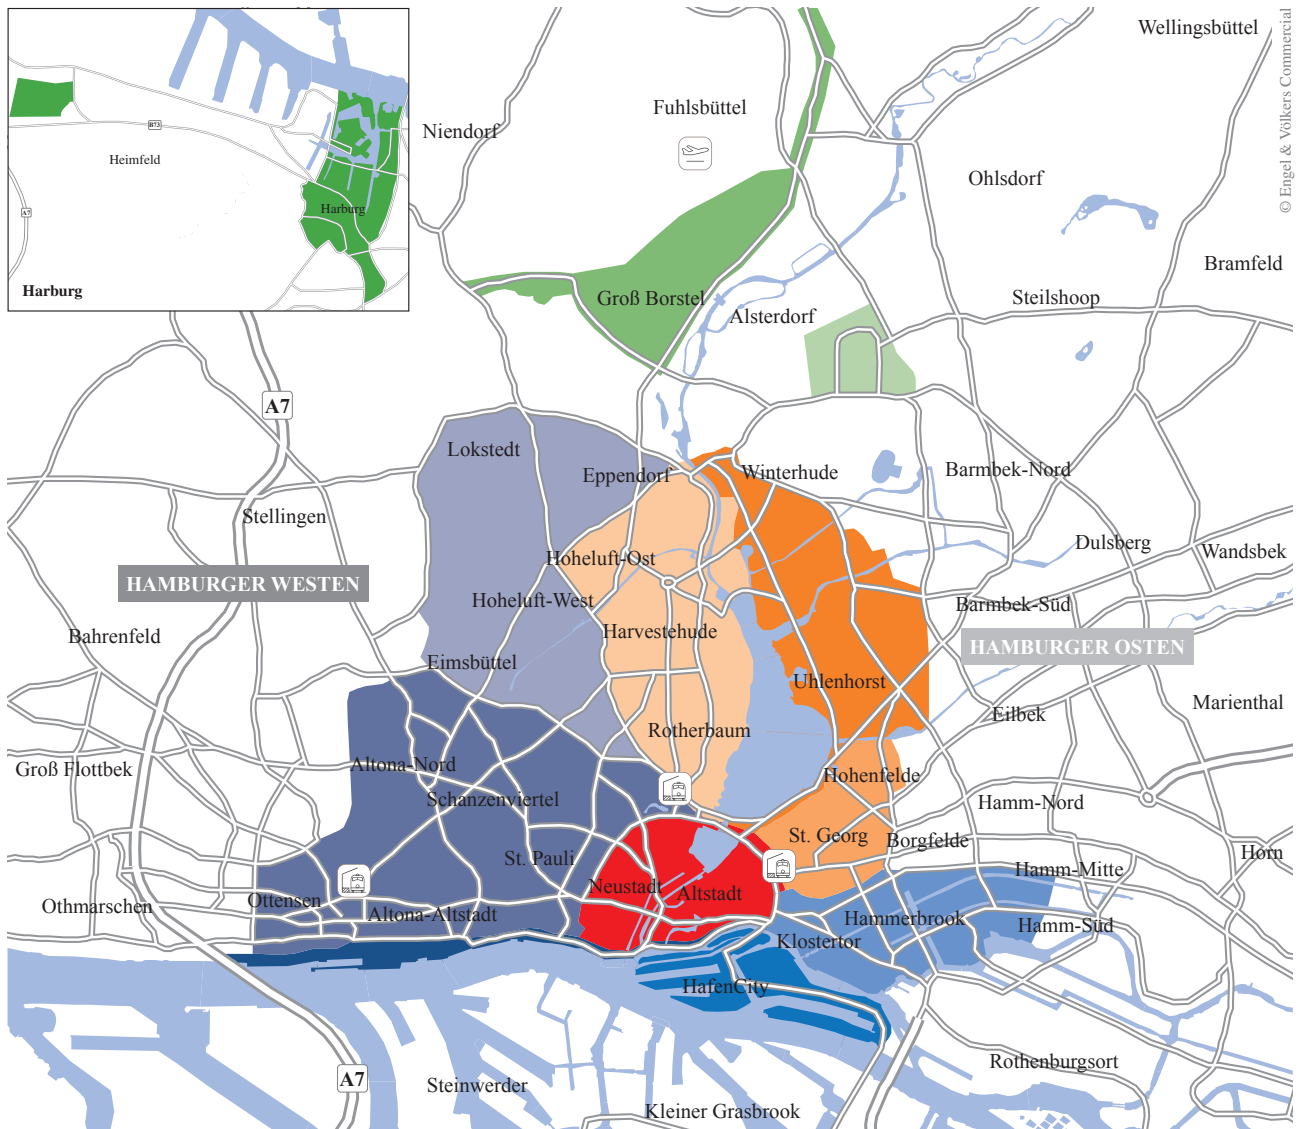 Wellingsbüttel
© Engel & Völkers Commercial
Fuhlsbüttel
Niendorf
B73
Heimfeld
Ohlsdorf
A7
Harburg
Harburg
Bramfeld
Groß Borstel
Steilshoop
Alsterdorf
A7
Lokstedt
Eppendorf
Winterhude
Barmbek-Nord
Stellingen
Dulsberg
Wandsbek
Hoheluft-Ost
HAMBURGER WESTEN
Hoheluft-West
Barmbek-Süd
Bahrenfeld
Harvestehude
HAMBURGER OSTEN
Eimsbüttel
Uhlenhorst
Marienthal
Eilbek
Rotherbaum
Altona-Nord
Groß Flottbek
Hohenfelde
Schanzenviertel
Hamm-Nord
St. Georg
Borgfelde
Horn
St. Pauli
Hamm-Mitte
Neustadt
Altstadt
Ottensen
Othmarschen
Altona-Altstadt
Hammerbrook
Hamm-Süd
Klostertor
HafenCity
Rothenburgsort
A7
Steinwerder
Kleiner Grasbrook